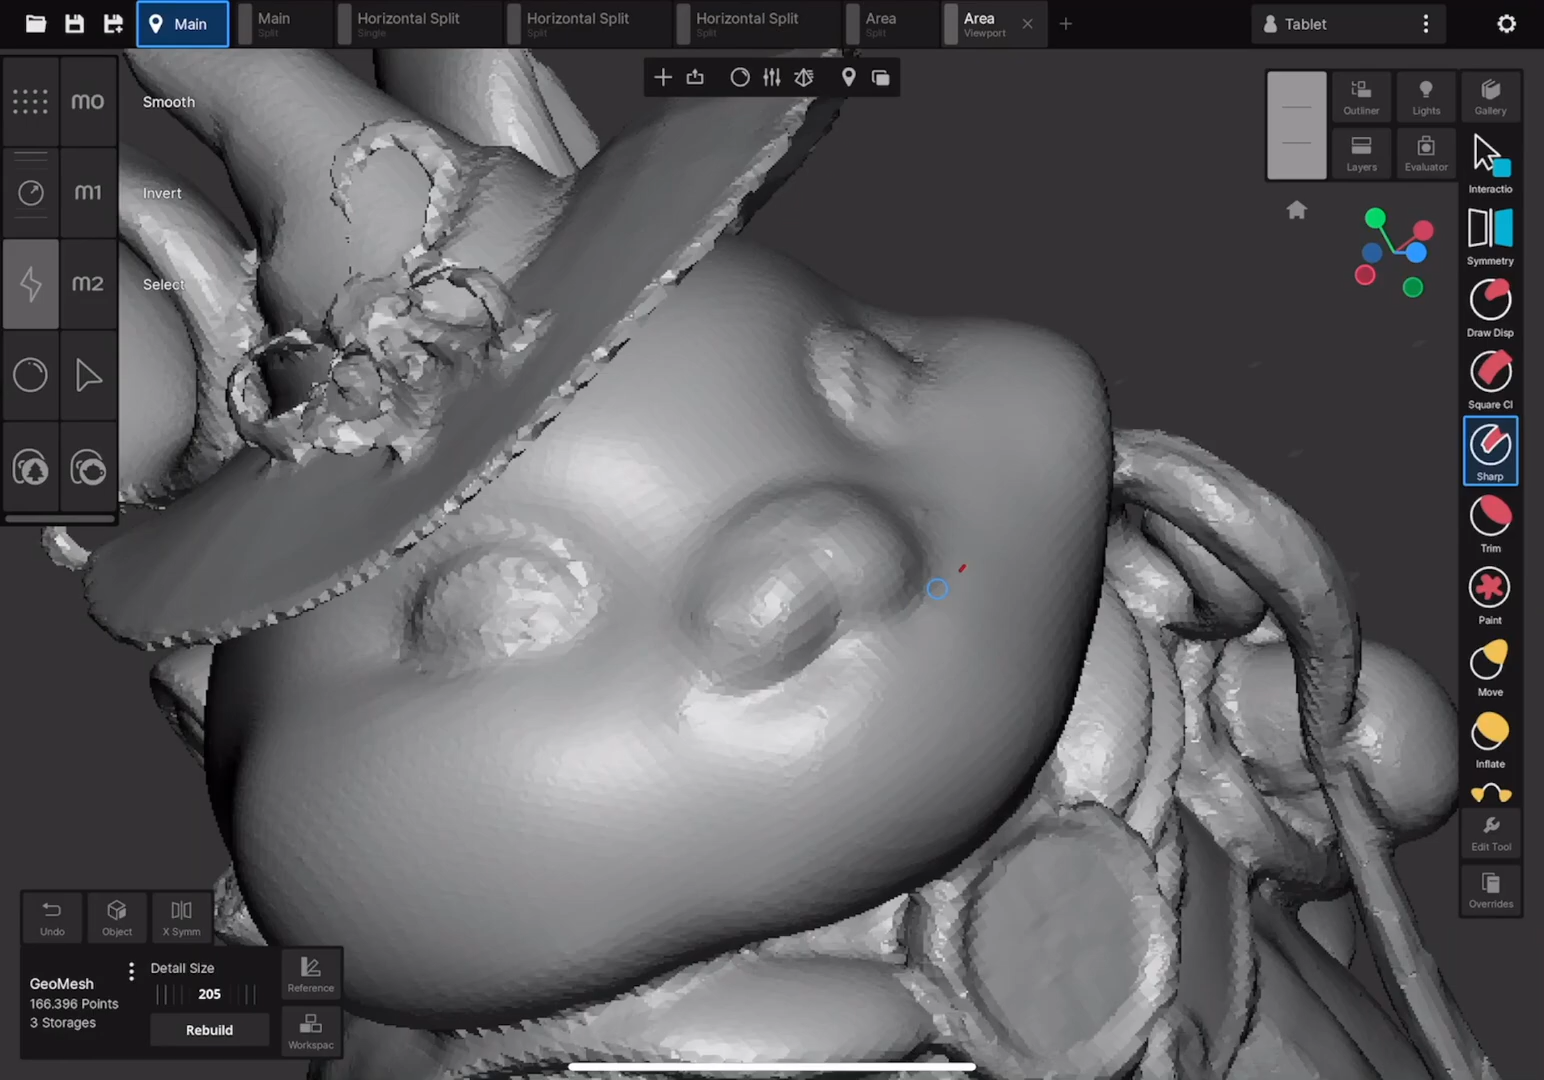 Main
Main
Split
Horizontal Split
Single
Horizontal Split
Split
Horizontal Split
Split
Area
Split
Area
Viewport
Tablet
m0
Smooth
m1
Invert
m2
Select
Outliner
Lights
Gallery
Layers
Evaluator
Interactio
Symmetry
Draw Disp
Square Cl
Sharp
Trim
Paint
Move
Inflate
Edit Tool
Overrides
Undo
Object
X Symm
GeoMesh
166.396 Points
3 Storages
Detail Size
205
Rebuild
Reference
Workspac